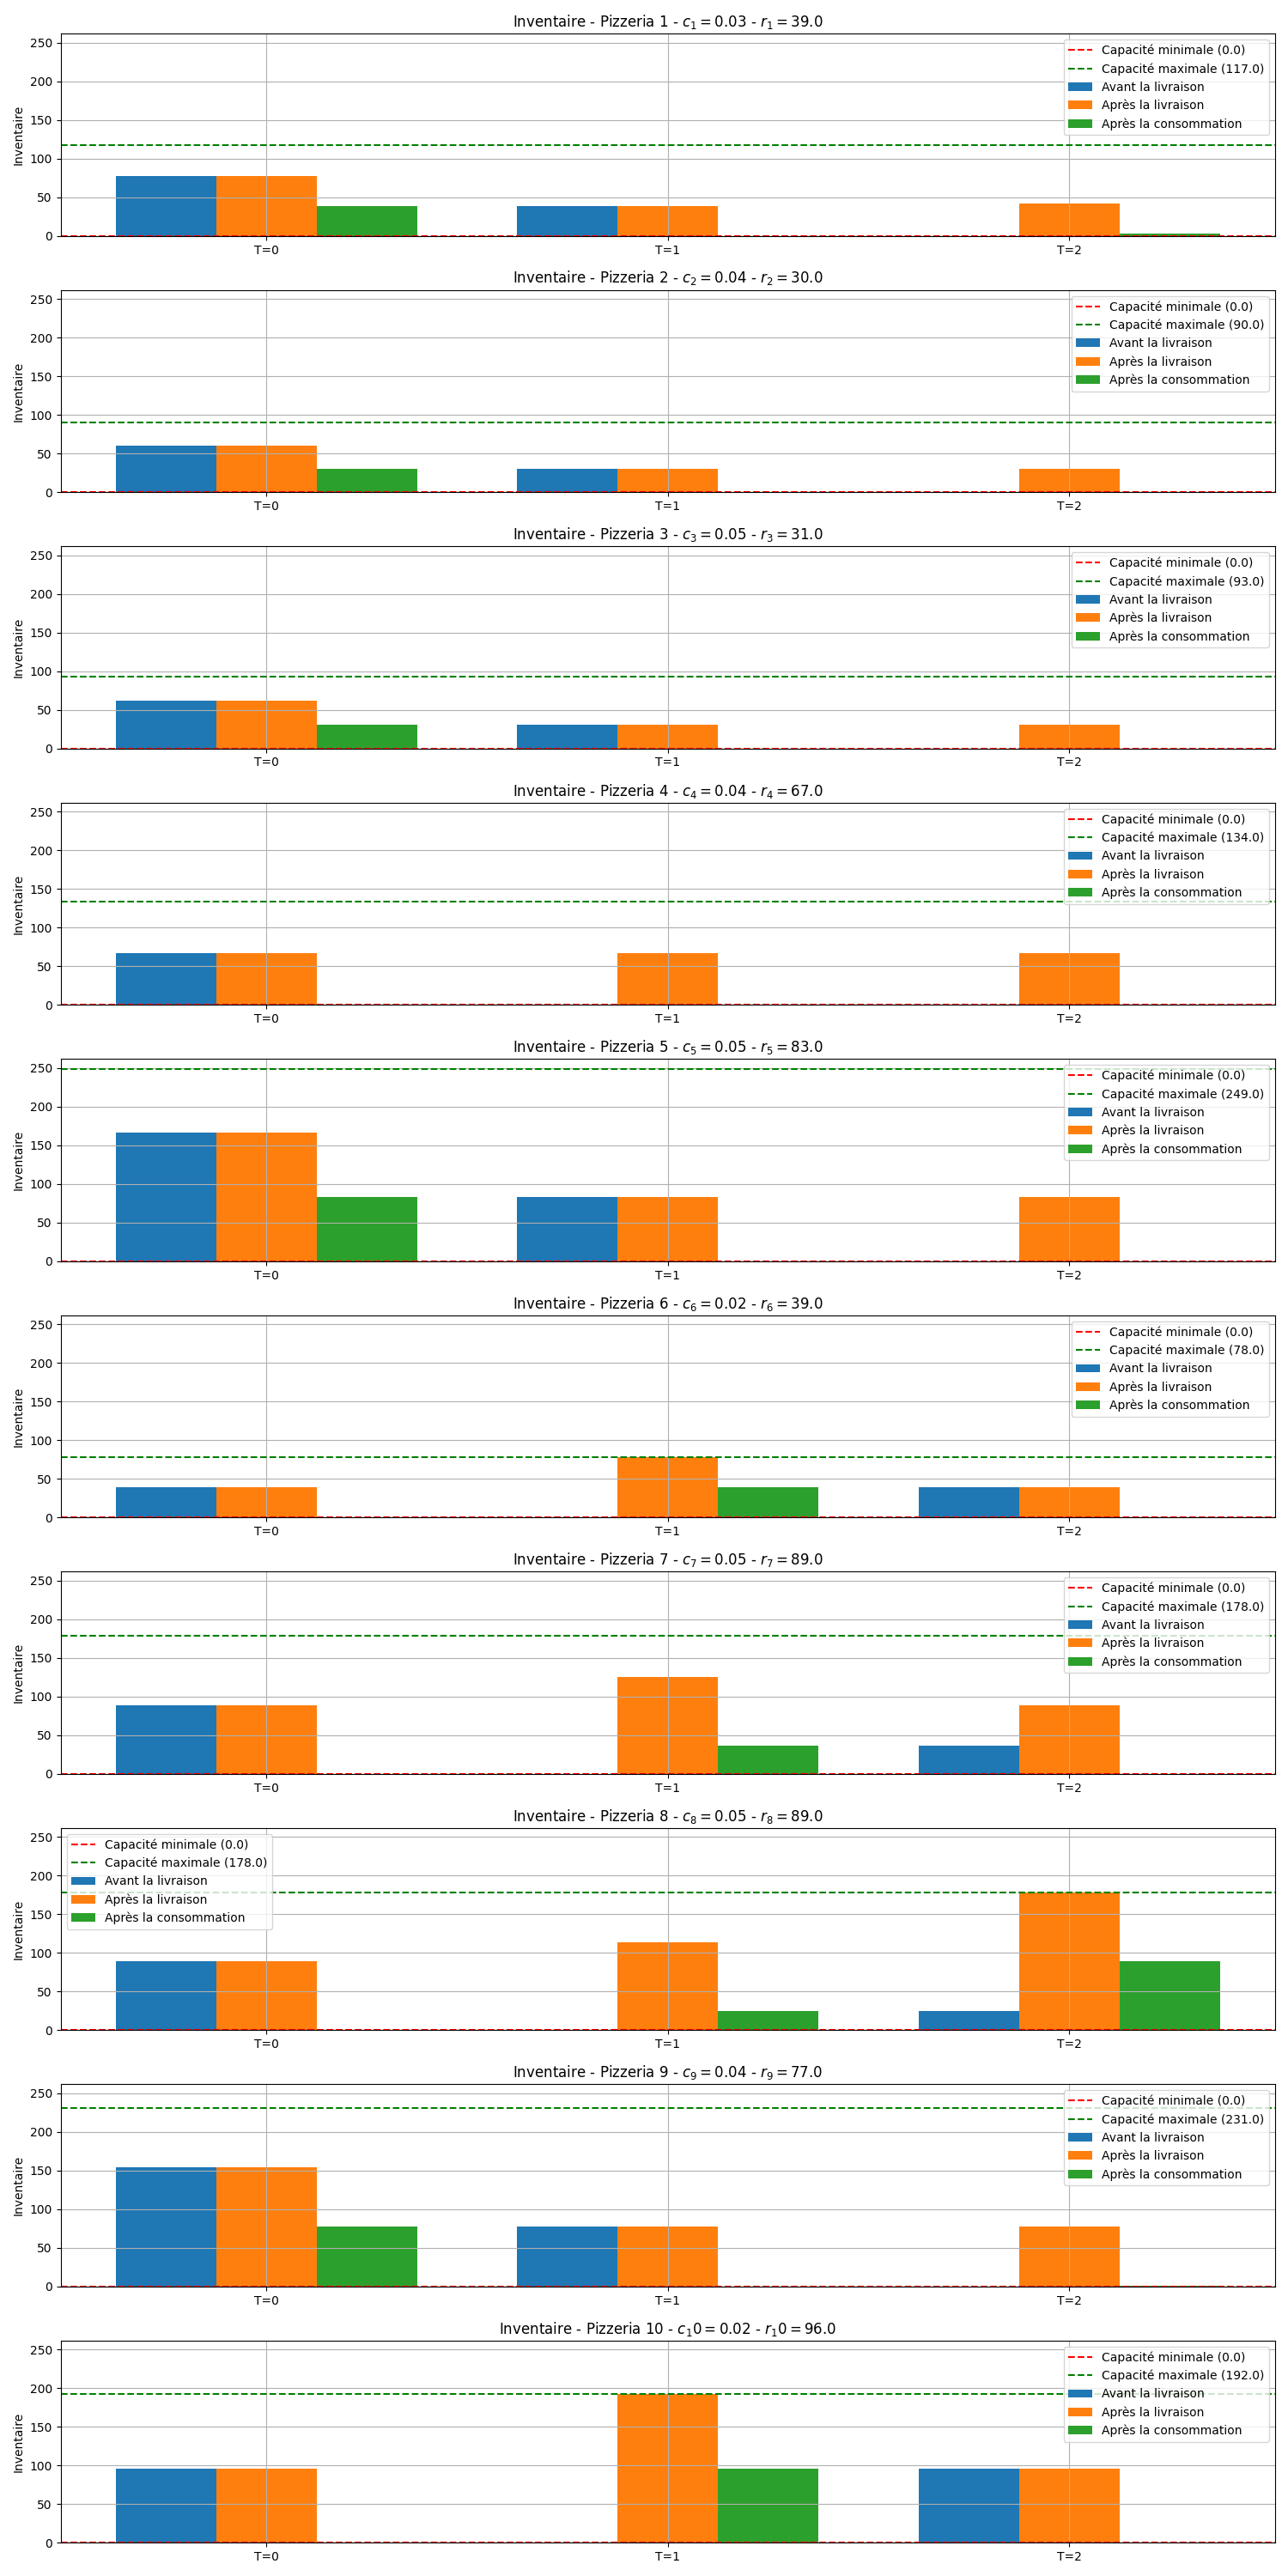 Inventaire - Pizzeria 1 - c₁ = 0.03 - r₁ = 39.0
250
200
150
100
50
0
Inventaire
Capacité minimale (0.0)
Capacité maximale (117.0)
Avant la livraison
Après la livraison
Après la consommation
T=0 T=1 T=2
Inventaire - Pizzeria 2 - c₂ = 0.04 - r₂ = 30.0
250
200
150
100
50
0
Inventaire
Capacité minimale (0.0)
Capacité maximale (90.0)
Avant la livraison
Après la livraison
Après la consommation
T=0 T=1 T=2
Inventaire - Pizzeria 3 - c₃ = 0.05 - r₃ = 31.0
250
200
150
100
50
0
Inventaire
Capacité minimale (0.0)
Capacité maximale (93.0)
Avant la livraison
Après la livraison
Après la consommation
T=0 T=1 T=2
Inventaire - Pizzeria 4 - c₄ = 0.04 - r₄ = 67.0
250
200
150
100
50
0
Inventaire
Capacité minimale (0.0)
Capacité maximale (134.0)
Avant la livraison
Après la livraison
Après la consommation
T=0 T=1 T=2
Inventaire - Pizzeria 5 - c₅ = 0.05 - r₅ = 83.0
250
200
150
100
50
0
Inventaire
Capacité minimale (0.0)
Capacité maximale (249.0)
Avant la livraison
Après la livraison
Après la consommation
T=0 T=1 T=2
Inventaire - Pizzeria 6 - c₆ = 0.02 - r₆ = 39.0
250
200
150
100
50
0
Inventaire
Capacité minimale (0.0)
Capacité maximale (78.0)
Avant la livraison
Après la livraison
Après la consommation
T=0 T=1 T=2
Inventaire - Pizzeria 7 - c₇ = 0.05 - r₇ = 89.0
250
200
150
100
50
0
Inventaire
Capacité minimale (0.0)
Capacité maximale (178.0)
Avant la livraison
Après la livraison
Après la consommation
T=0 T=1 T=2
Inventaire - Pizzeria 8 - c₈ = 0.05 - r₈ = 89.0
250
200
150
100
50
0
Inventaire
Capacité minimale (0.0)
Capacité maximale (178.0)
Avant la livraison
Après la livraison
Après la consommation
T=0 T=1 T=2
Inventaire - Pizzeria 9 - c₉ = 0.04 - r₉ = 77.0
250
200
150
100
50
0
Inventaire
Capacité minimale (0.0)
Capacité maximale (231.0)
Avant la livraison
Après la livraison
Après la consommation
T=0 T=1 T=2
Inventaire - Pizzeria 10 - c₁0 = 0.02 - r₁0 = 96.0
250
200
150
100
50
0
Inventaire
Capacité minimale (0.0)
Capacité maximale (192.0)
Avant la livraison
Après la livraison
Après la consommation
T=0 T=1 T=2